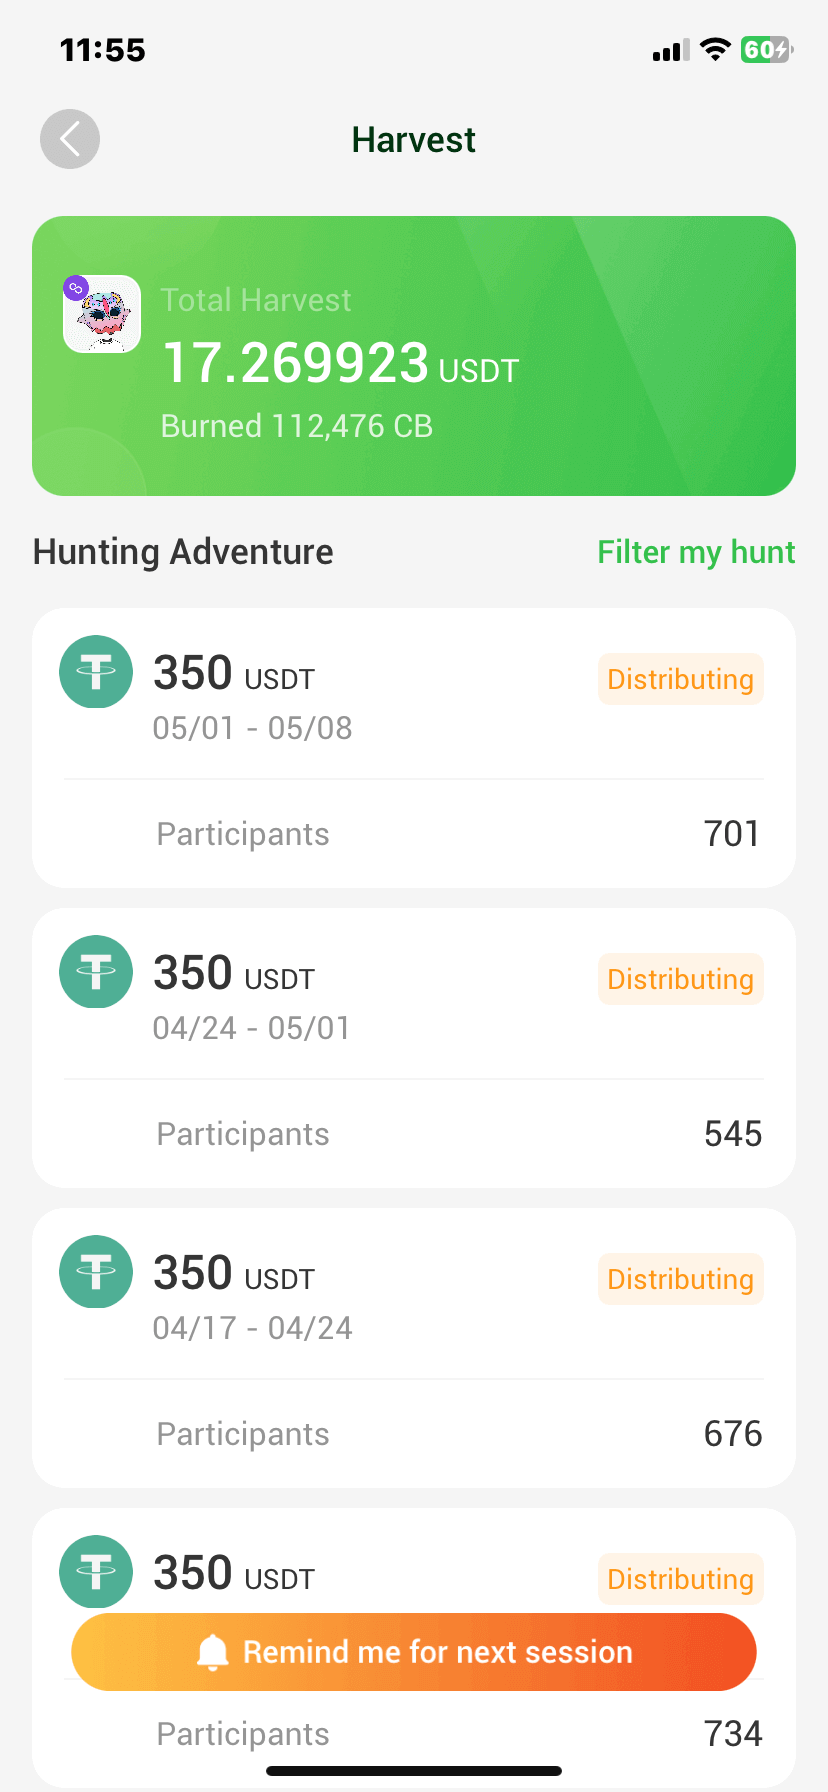 11:55
60
Harvest
Total Harvest
17.269923 USDT
Burned 112,476 CB
Hunting Adventure
Filter my hunt
350 USDT
Distributing
05/01 - 05/08
Participants
701
350 USDT
Distributing
04/24 - 05/01
Participants
545
350 USDT
Distributing
04/17 - 04/24
Participants
676
350 USDT
Distributing
Remind me for next session
Participants
734